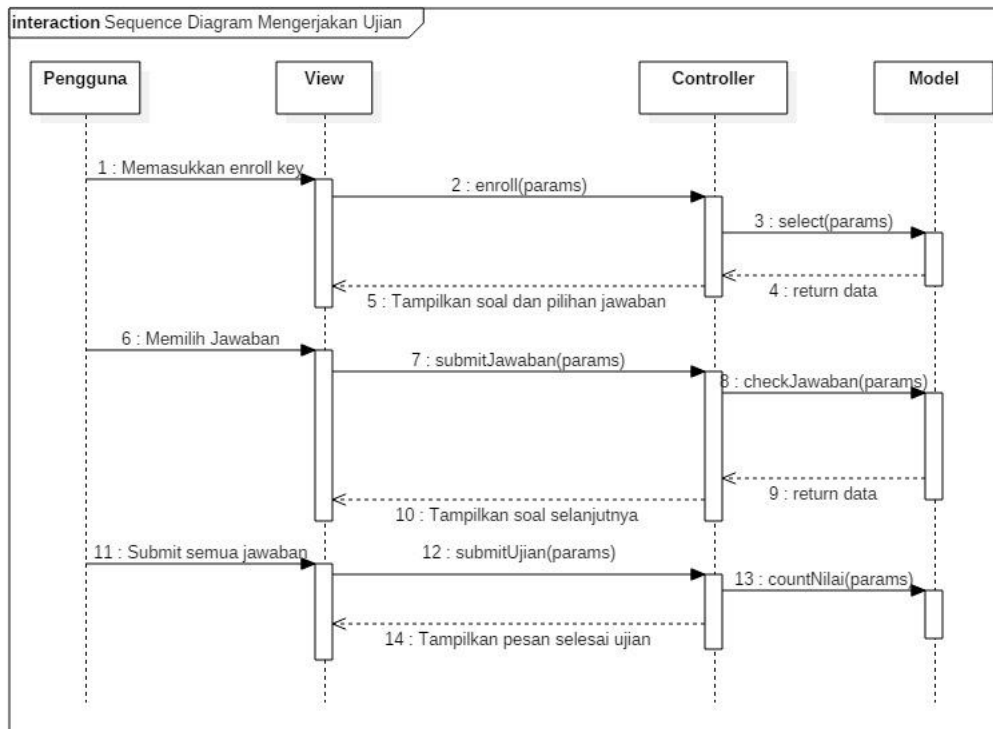 interaction Sequence Diagram Mengerjakan Ujian
Pengguna
View
Controller
Model
1 : Memasukkan enroll key
2 : enroll(params)
3 : select(params)
4 : return data
5 : Tampilkan soal dan pilihan jawaban
6 : Memilih Jawaban
7 : submitJawaban(params)
8 : checkJawaban(params)
9 : return data
10 : Tampilkan soal selanjutnya
11 : Submit semua jawaban
12 : submitUjian(params)
13 : countNilai(params)
14 : Tampilkan pesan selesai ujian